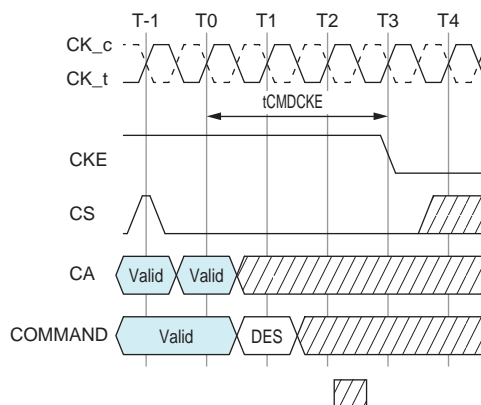 T-1 T0 T1 T2 T3 T4
CK_c
CK_t
tCMDCKE
CKE
CS
CA Valid Valid
COMMAND Valid DES